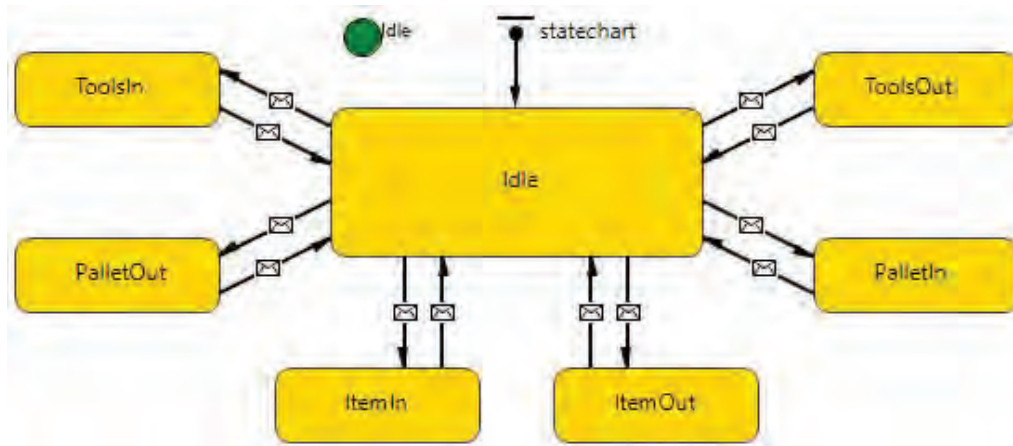 Idle
statechart
ToolsIn
ToolsOut
Idle
PalletOut
PalletIn
ItemIn
ItemOut